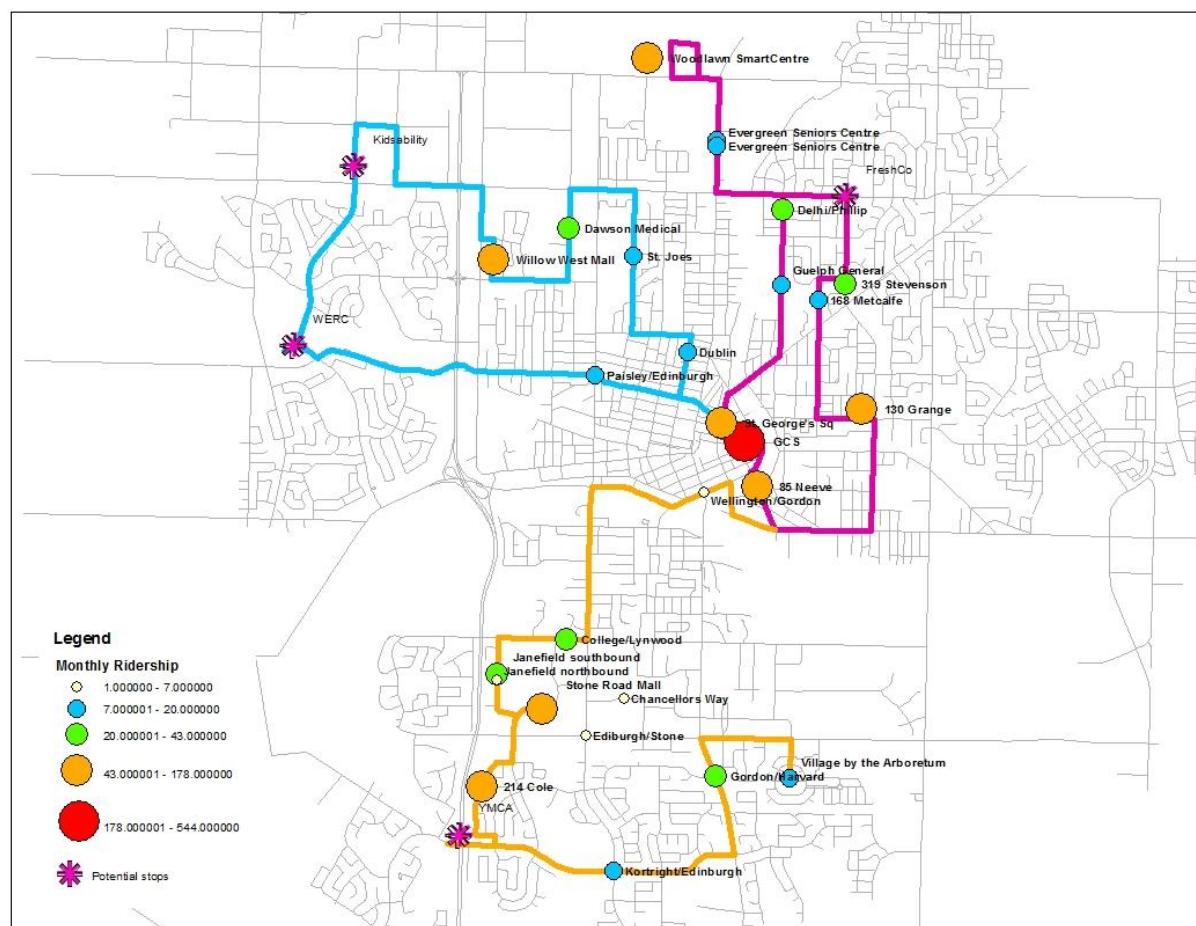 Woodlawn SmartCentre
Evergreen Seniors Centre
Evergreen Seniors Centre
Kidsability
FreshCo
Delhi/Phillip
Dawson Medical
St. Joes
Willow West Mall
Guelph General
319 Stevenson
168 Metcalfe
WERC
Dublin
Paisley/Edinburgh
130 Grange
St. George's Sq
GCS
85 Neeve
Wellington/Gordon
College/Lynwood
Janefield southbound
Janefield northbound
Stone Road Mall
Chancellors Way
Ediburgh/Stone
Village by the Arboretum
Gordon/Harvard
214 Cole
YMCA
Kortright/Edinburgh
Legend
Monthly Ridership
1.000000 - 7.000000
7.000001 - 20.000000
20.000001 - 43.000000
43.000001 - 178.000000
178.000001 - 544.000000
Potential stops